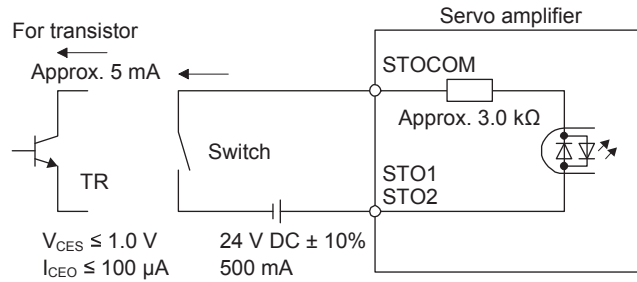 Servo amplifier
For transistor
Approx. 5 mA
STOCOM
Approx. 3.0 kΩ
Switch
TR
STO1
STO2
VCES ≤ 1.0 V
ICEO ≤ 100 μA
24 V DC ± 10%
500 mA